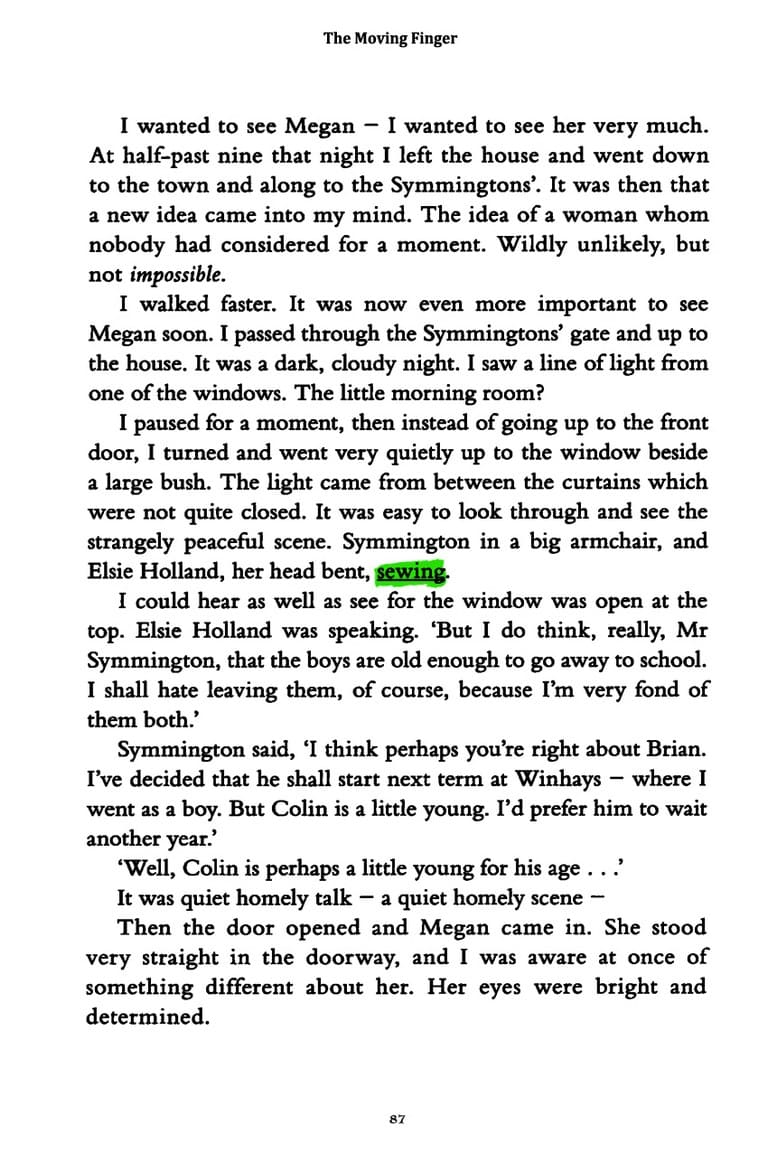 The Moving Finger
I wanted to see Megan – I wanted to see her very much.
At half-past nine that night I left the house and went down
to the town and along to the Symmingtons’. It was then that
a new idea came into my mind. The idea of a woman whom
nobody had considered for a moment. Wildly unlikely, but
not impossible.
I walked faster. It was now even more important to see
Megan soon. I passed through the Symmingtons’ gate and up to
the house. It was a dark, cloudy night. I saw a line of light from
one of the windows. The little morning room?
I paused for a moment, then instead of going up to the front
door, I turned and went very quietly up to the window beside
a large bush. The light came from between the curtains which
were not quite closed. It was easy to look through and see the
strangely peaceful scene. Symmington in a big armchair, and
Elsie Holland, her head bent, sewing.
I could hear as well as see for the window was open at the
top. Elsie Holland was speaking. ‘But I do think, really, Mr
Symmington, that the boys are old enough to go away to school.
I shall hate leaving them, of course, because I’m very fond of
them both.’
Symmington said, ‘I think perhaps you’re right about Brian.
I’ve decided that he shall start next term at Winhays – where I
went as a boy. But Colin is a little young. I’d prefer him to wait
another year.’
‘Well, Colin is perhaps a little young for his age . . .’
It was quiet homely talk – a quiet homely scene –
Then the door opened and Megan came in. She stood
very straight in the doorway, and I was aware at once of
something different about her. Her eyes were bright and
determined.
87